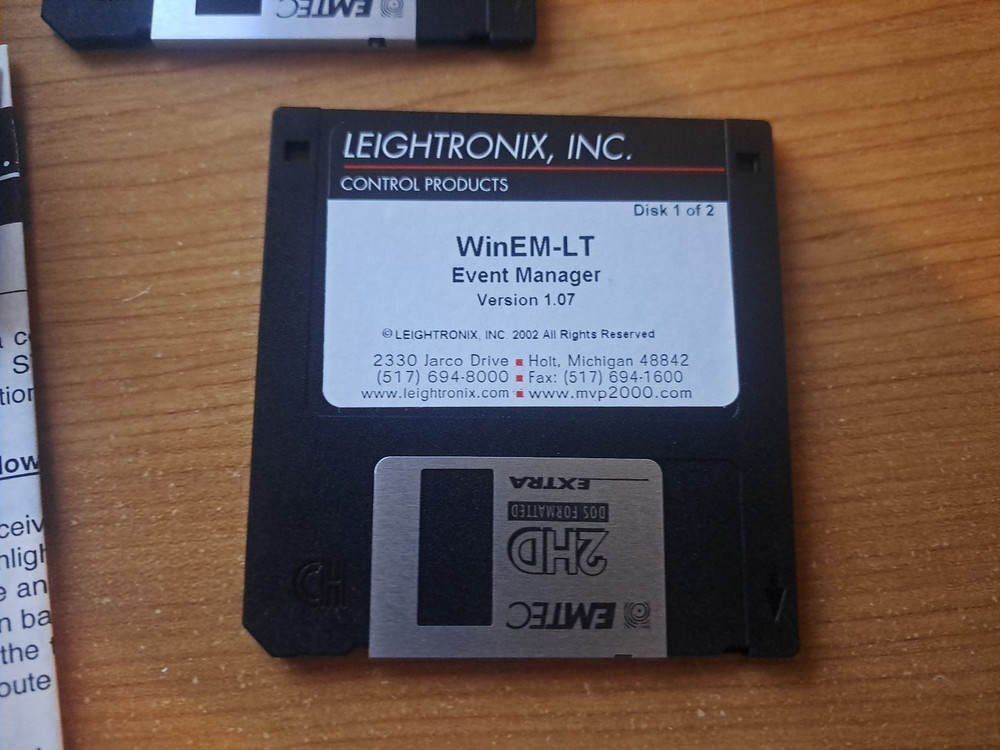 EMTEC
LEIGHTRONIX, INC.
CONTROL PRODUCTS
Disk 1 of 2
WinEM-LT
Event Manager
Version 1.07
© LEIGHTRONIX, INC 2002 All Rights Reserved
2330 Jarco Drive ▪ Holt, Michigan 48842
(517) 694-8000 ▪ Fax: (517) 694-1600
www.leightronix.com ▪ www.mvp2000.com
EXTRA
DOS FORMATTED
2HD
EMTEC
HD
the